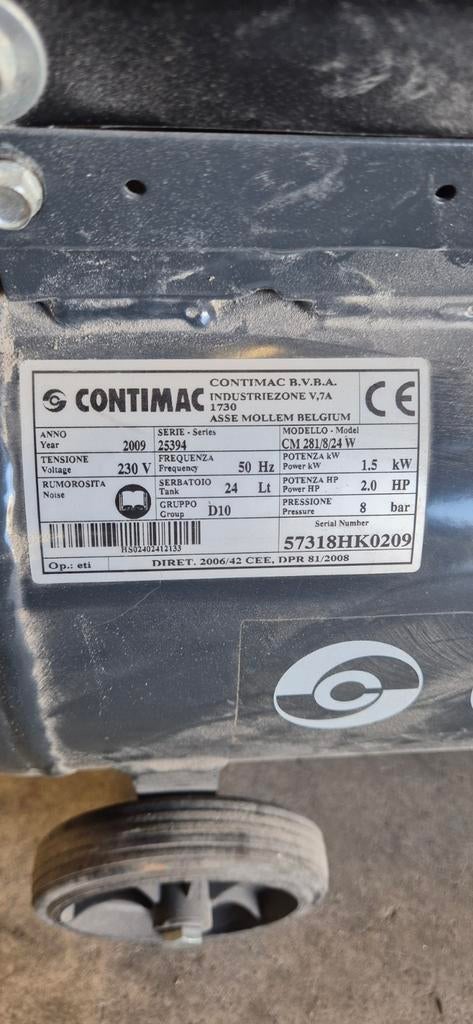 CONTIMAC
CONTIMAC B.V.B.A.
INDUSTRIEZONE V,7A
1730
ASSE MOLLEM BELGIUM
CE
ANNO
Year 2009
SERIE - Series
25394
MODELLO - Model
CM 281/8/24 W
TENSIONE
Voltage 230 V
FREQUENZA
Frequency 50 Hz
POTENZA kW
Power kW 1.5 kW
RUMOROSITA
Noise
SERBATOIO
Tank 24 Lt
POTENZA HP
Power HP 2.0 HP
GRUPPO
Group D10
PRESSIONE
Pressure 8 bar
HS02402412133
Serial Number
57318HK0209
Op.: eti
DIRET. 2006/42 CEE, DPR 81/2008